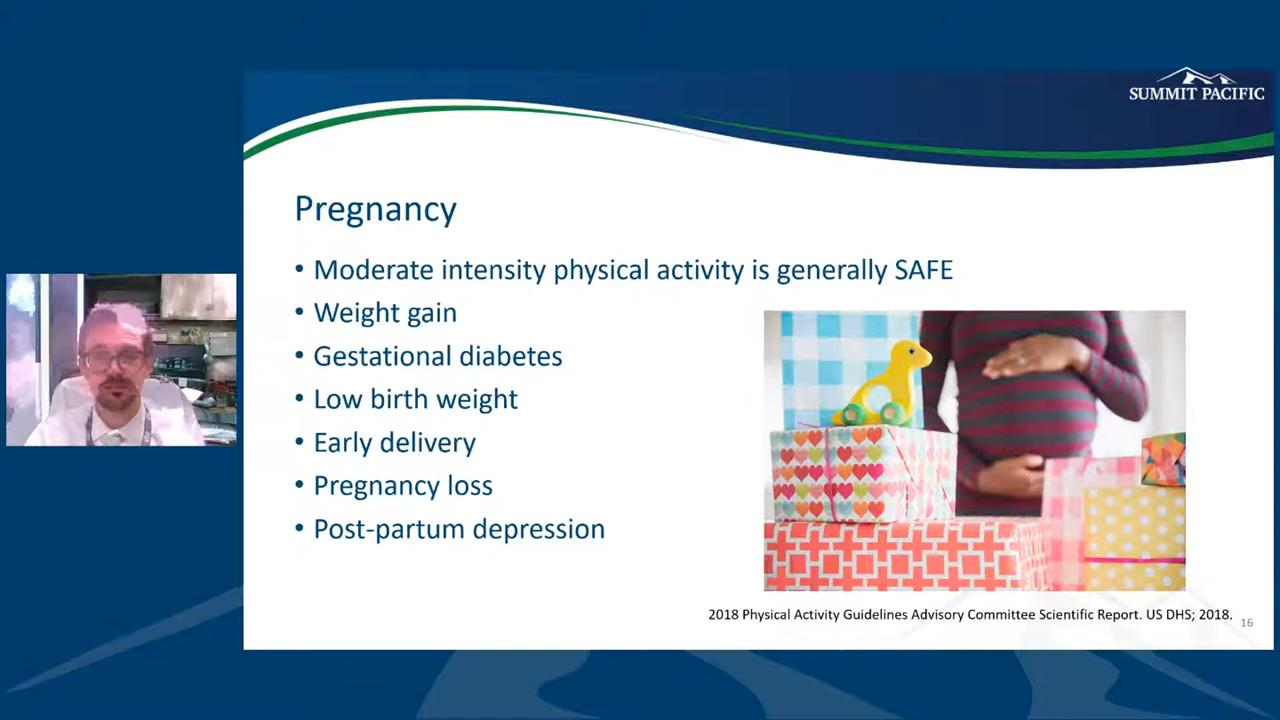 SUMMIT PACIFIC
Pregnancy
• Moderate intensity physical activity is generally SAFE
• Weight gain
• Gestational diabetes
• Low birth weight
• Early delivery
• Pregnancy loss
• Post-partum depression
2018 Physical Activity Guidelines Advisory Committee Scientific Report. US DHS; 2018.
16